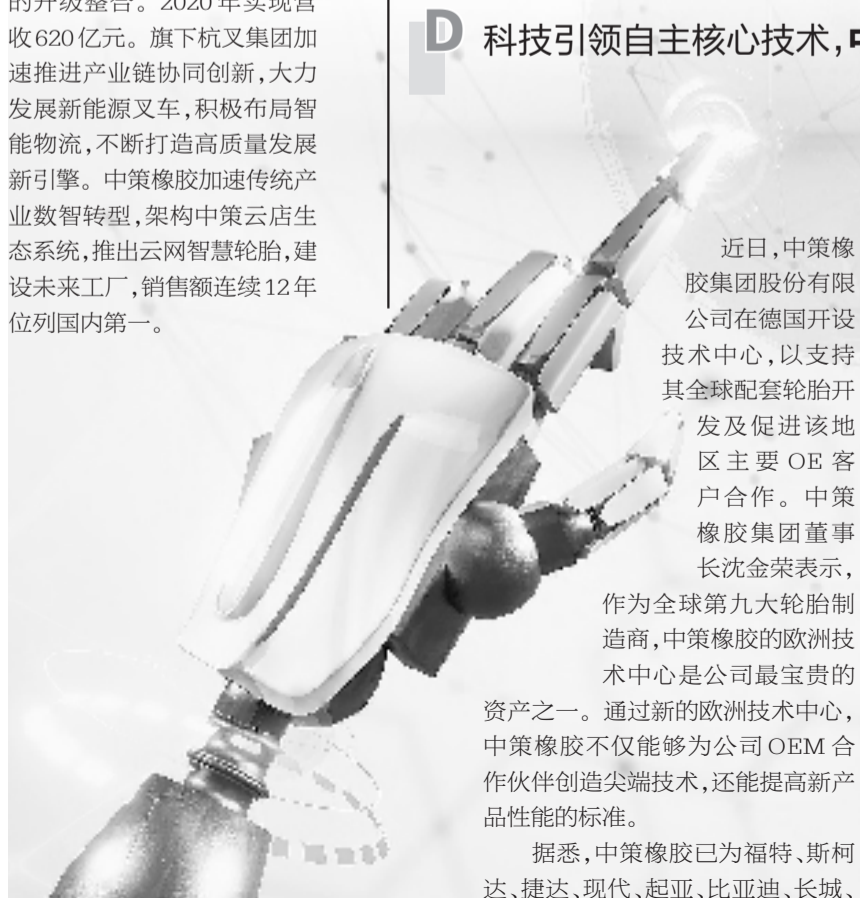 的升级整合。2020年实现营
收620亿元。旗下杭叉集团加
速推进产业链协同创新,大力
发展新能源叉车,积极布局智
能物流,不断打造高质量发展
新引擎。中策橡胶加速传统产
业数智转型,架构中策云店生
态系统,推出云网智慧轮胎,建
设未来工厂,销售额连续12年
位列国内第一。
D 科技引领自主核心技术,
近日,中策橡
胶集团股份有限
公司在德国开设
技术中心,以支持
其全球配套轮胎开
发及促进该地
区主要 OE 客
户合作。中策
橡胶集团董事
长沈金荣表示,
作为全球第九大轮胎制
造商,中策橡胶的欧洲技
术中心是公司最宝贵的
资产之一。通过新的欧洲技术中心,
中策橡胶不仅能够为公司OEM合
作伙伴创造尖端技术,还能提高新产
品性能的标准。
据悉,中策橡胶已为福特、斯柯
达、捷达、现代、起亚、比亚迪、长城、